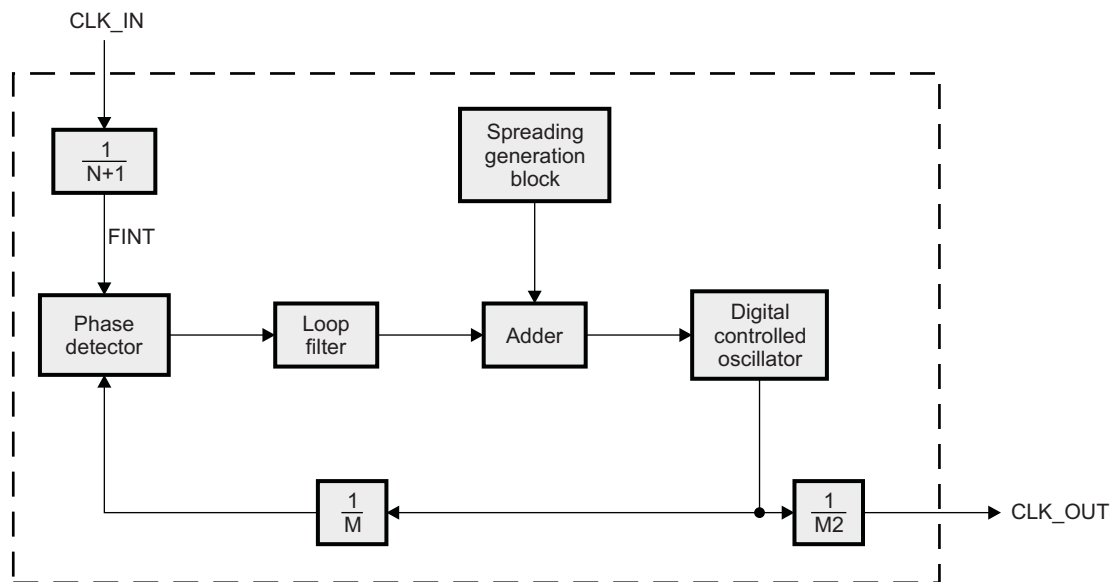 CLK_IN
1
N+1
Spreading
generation
block
FINT
Phase
detector
Loop
filter
Adder
Digital
controlled
oscillator
1
M
1
M2
CLK_OUT